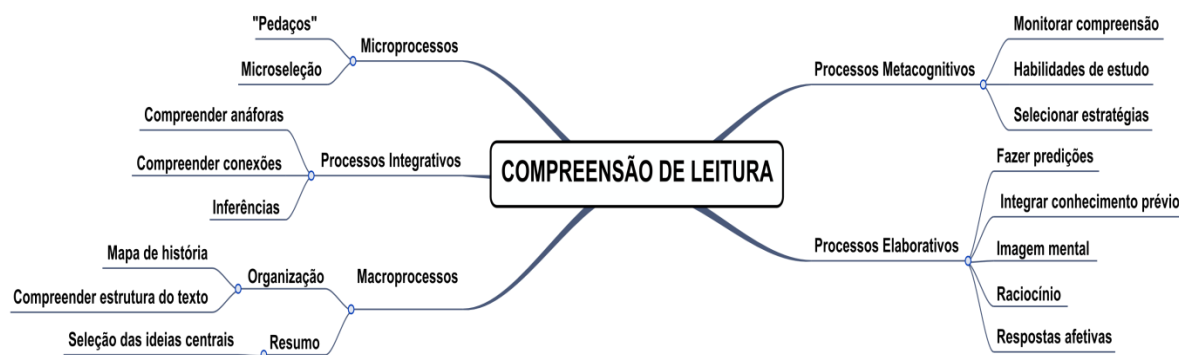 COMPREENSÃO DE LEITURA
Microprocessos
"Pedaços"
Microseleção
Processos Integrativos
Compreender anáforas
Compreender conexões
Inferências
Macroprocessos
Organização
Mapa de história
Compreender estrutura do texto
Resumo
Seleção das ideias centrais
Processos Metacognitivos
Monitorar compreensão
Habilidades de estudo
Selecionar estratégias
Processos Elaborativos
Fazer predições
Integrar conhecimento prévio
Imagem mental
Raciocínio
Respostas afetivas